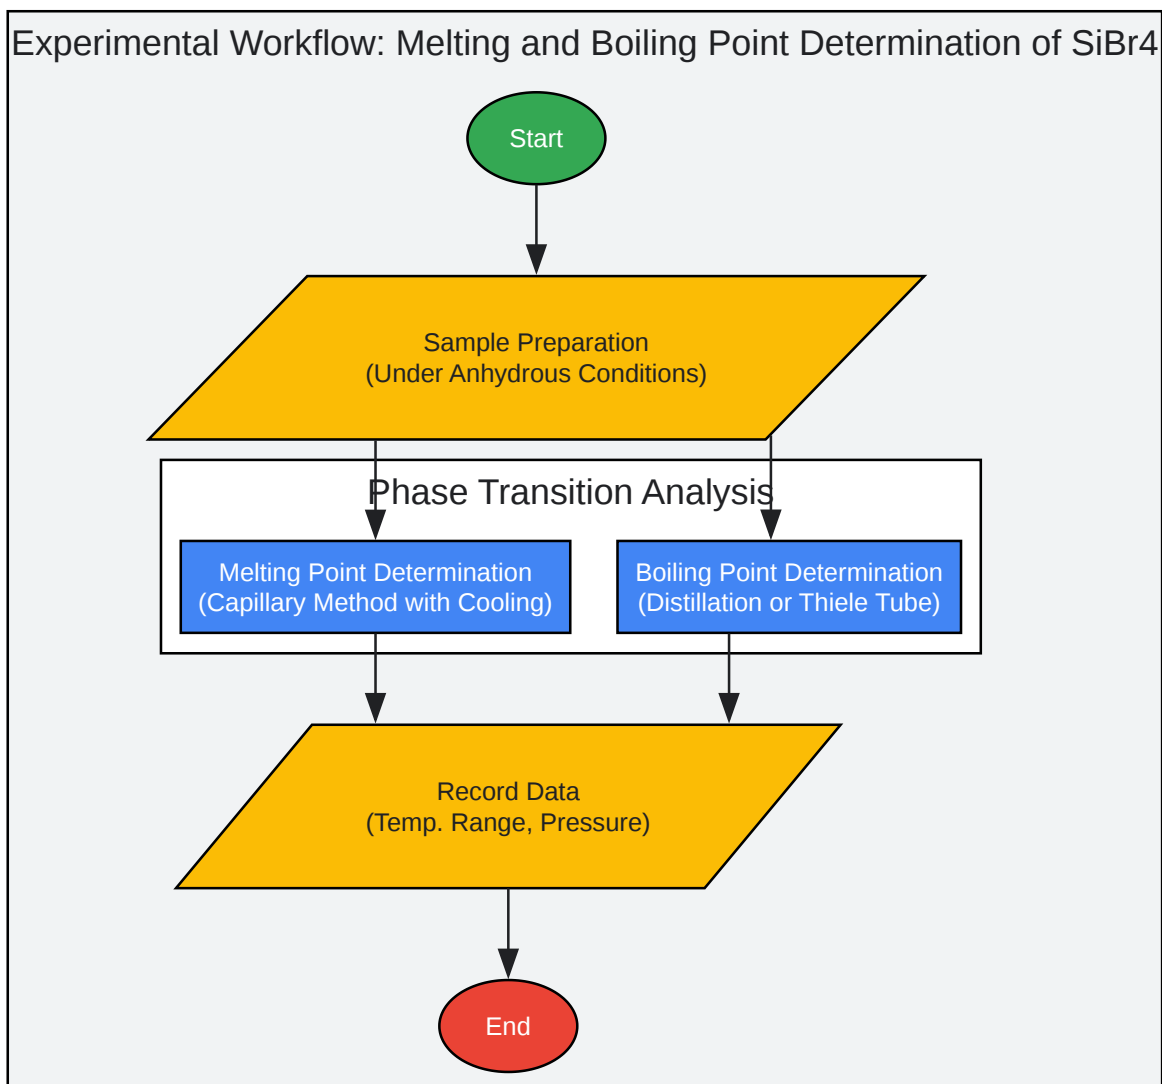 Experimental Workflow: Melting and Boiling Point Determination of SiBr4
Start
Sample Preparation
(Under Anhydrous Conditions)
Phase Transition Analysis
Melting Point Determination
(Capillary Method with Cooling)
Boiling Point Determination
(Distillation or Thiele Tube)
Record Data
(Temp. Range, Pressure)
End